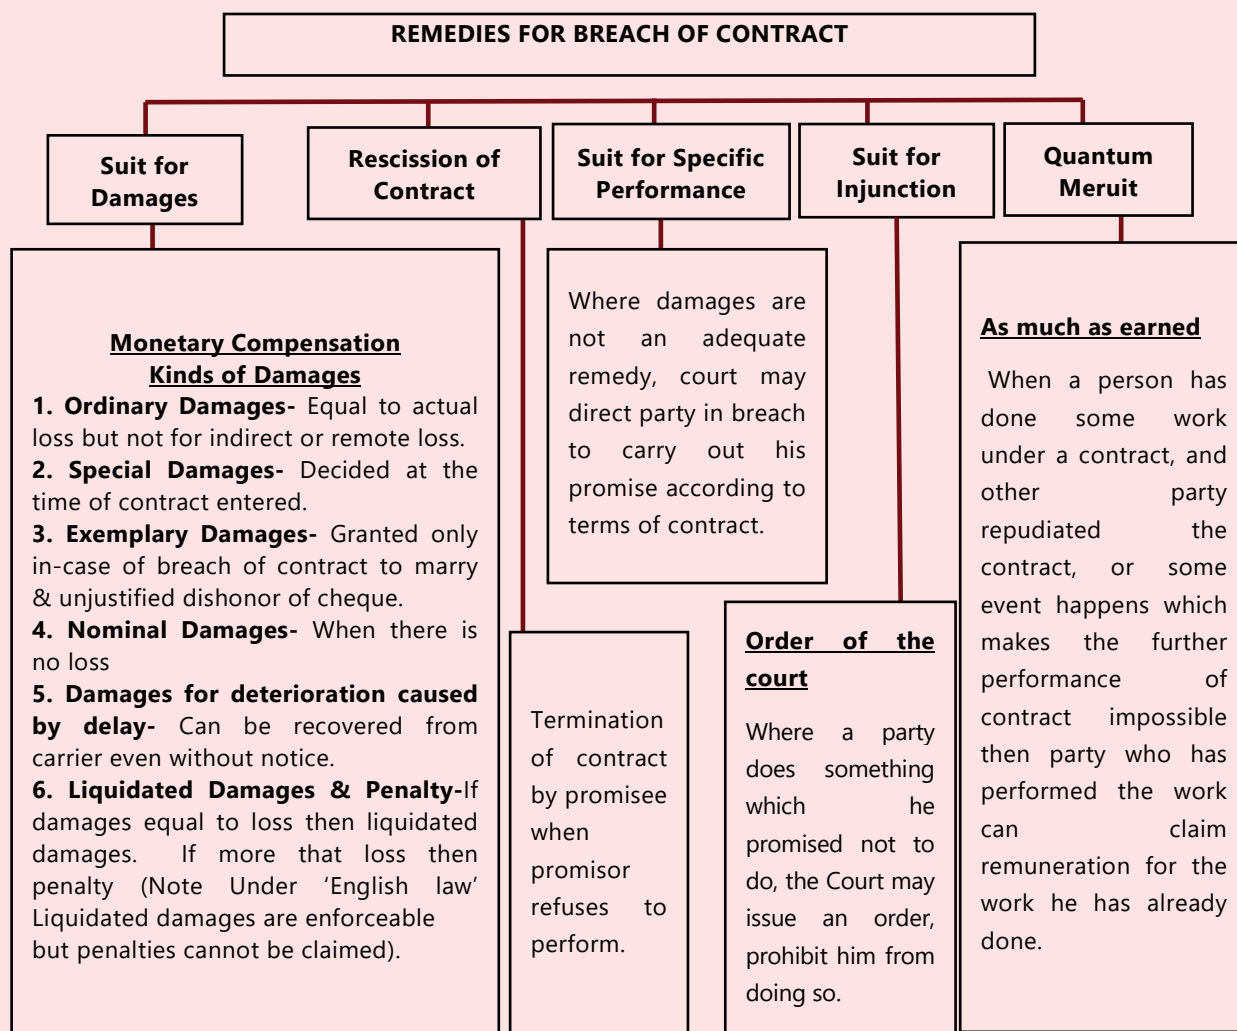 REMEDIES FOR BREACH OF CONTRACT
Suit for
Damages
Rescission of
Contract
Suit for Specific
Performance
Suit for
Injunction
Quantum
Meruit
Monetary Compensation
Kinds of Damages
1. Ordinary Damages- Equal to actual
loss but not for indirect or remote loss.
2. Special Damages- Decided at the
time of contract entered.
3. Exemplary Damages- Granted only
in-case of breach of contract to marry
& unjustified dishonor of cheque.
4. Nominal Damages- When there is
no loss
5. Damages for deterioration caused
by delay- Can be recovered from
carrier even without notice.
6. Liquidated Damages & Penalty-If
damages equal to loss then liquidated
damages. If more that loss then
penalty (Note Under ‘English law’
Liquidated damages are enforceable
but penalties cannot be claimed).
Termination
of contract
by promisee
when
promisor
refuses to
perform.
Where damages are
not an adequate
remedy, court may
direct party in breach
to carry out his
promise according to
terms of contract.
Order of the
court
Where a party
does something
which he
promised not to
do, the Court may
issue an order,
prohibit him from
doing so.
As much as earned
When a person has
done some work
under a contract, and
other party
repudiated the
contract, or some
event happens which
makes the further
performance of
contract impossible
then party who has
performed the work
can claim
remuneration for the
work he has already
done.